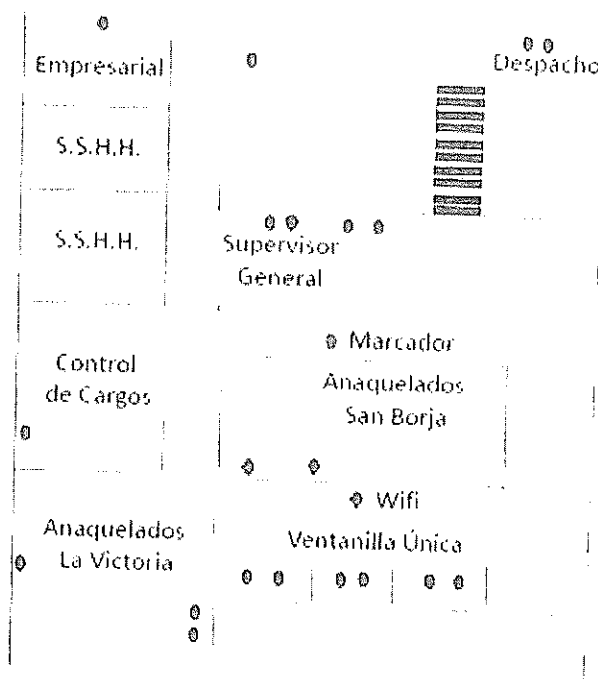 Empresarial
Despacho
S.S.H.H.
S.S.H.H.
Supervisor
General
Marcador
Control
de Cargos
Anaquelados
San Borja
Wifi
Anaquelados
La Victoria
Ventanilla Única